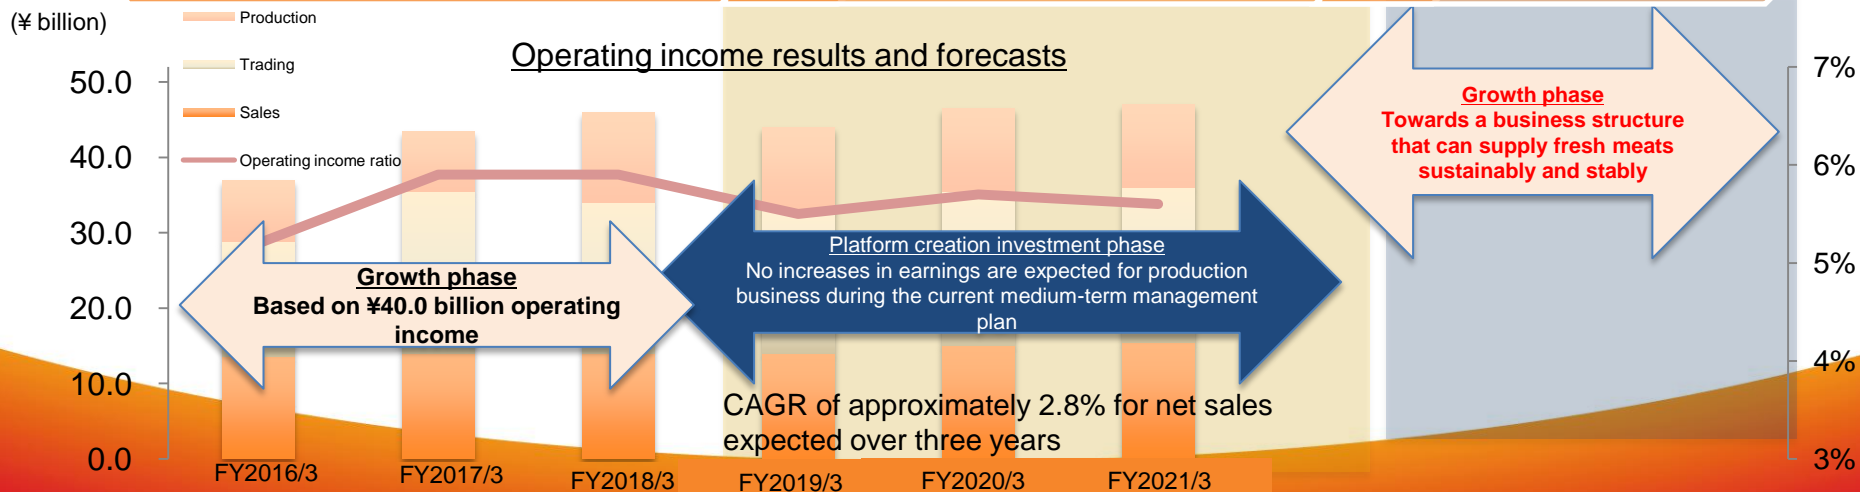 (¥ billion)
Production
Trading
Sales
Operating income ratio
Operating income results and forecasts
50.0
40.0
30.0
20.0
10.0
0.0
7%
6%
5%
4%
3%
Growth phase
Based on ¥40.0 billion operating
income
Platform creation investment phase
No increases in earnings are expected for production
business during the current medium-term management
plan
Growth phase
Towards a business structure
that can supply fresh meats
sustainably and stably
CAGR of approximately 2.8% for net sales
expected over three years
FY2016/3
FY2017/3
FY2018/3
FY2019/3
FY2020/3
FY2021/3